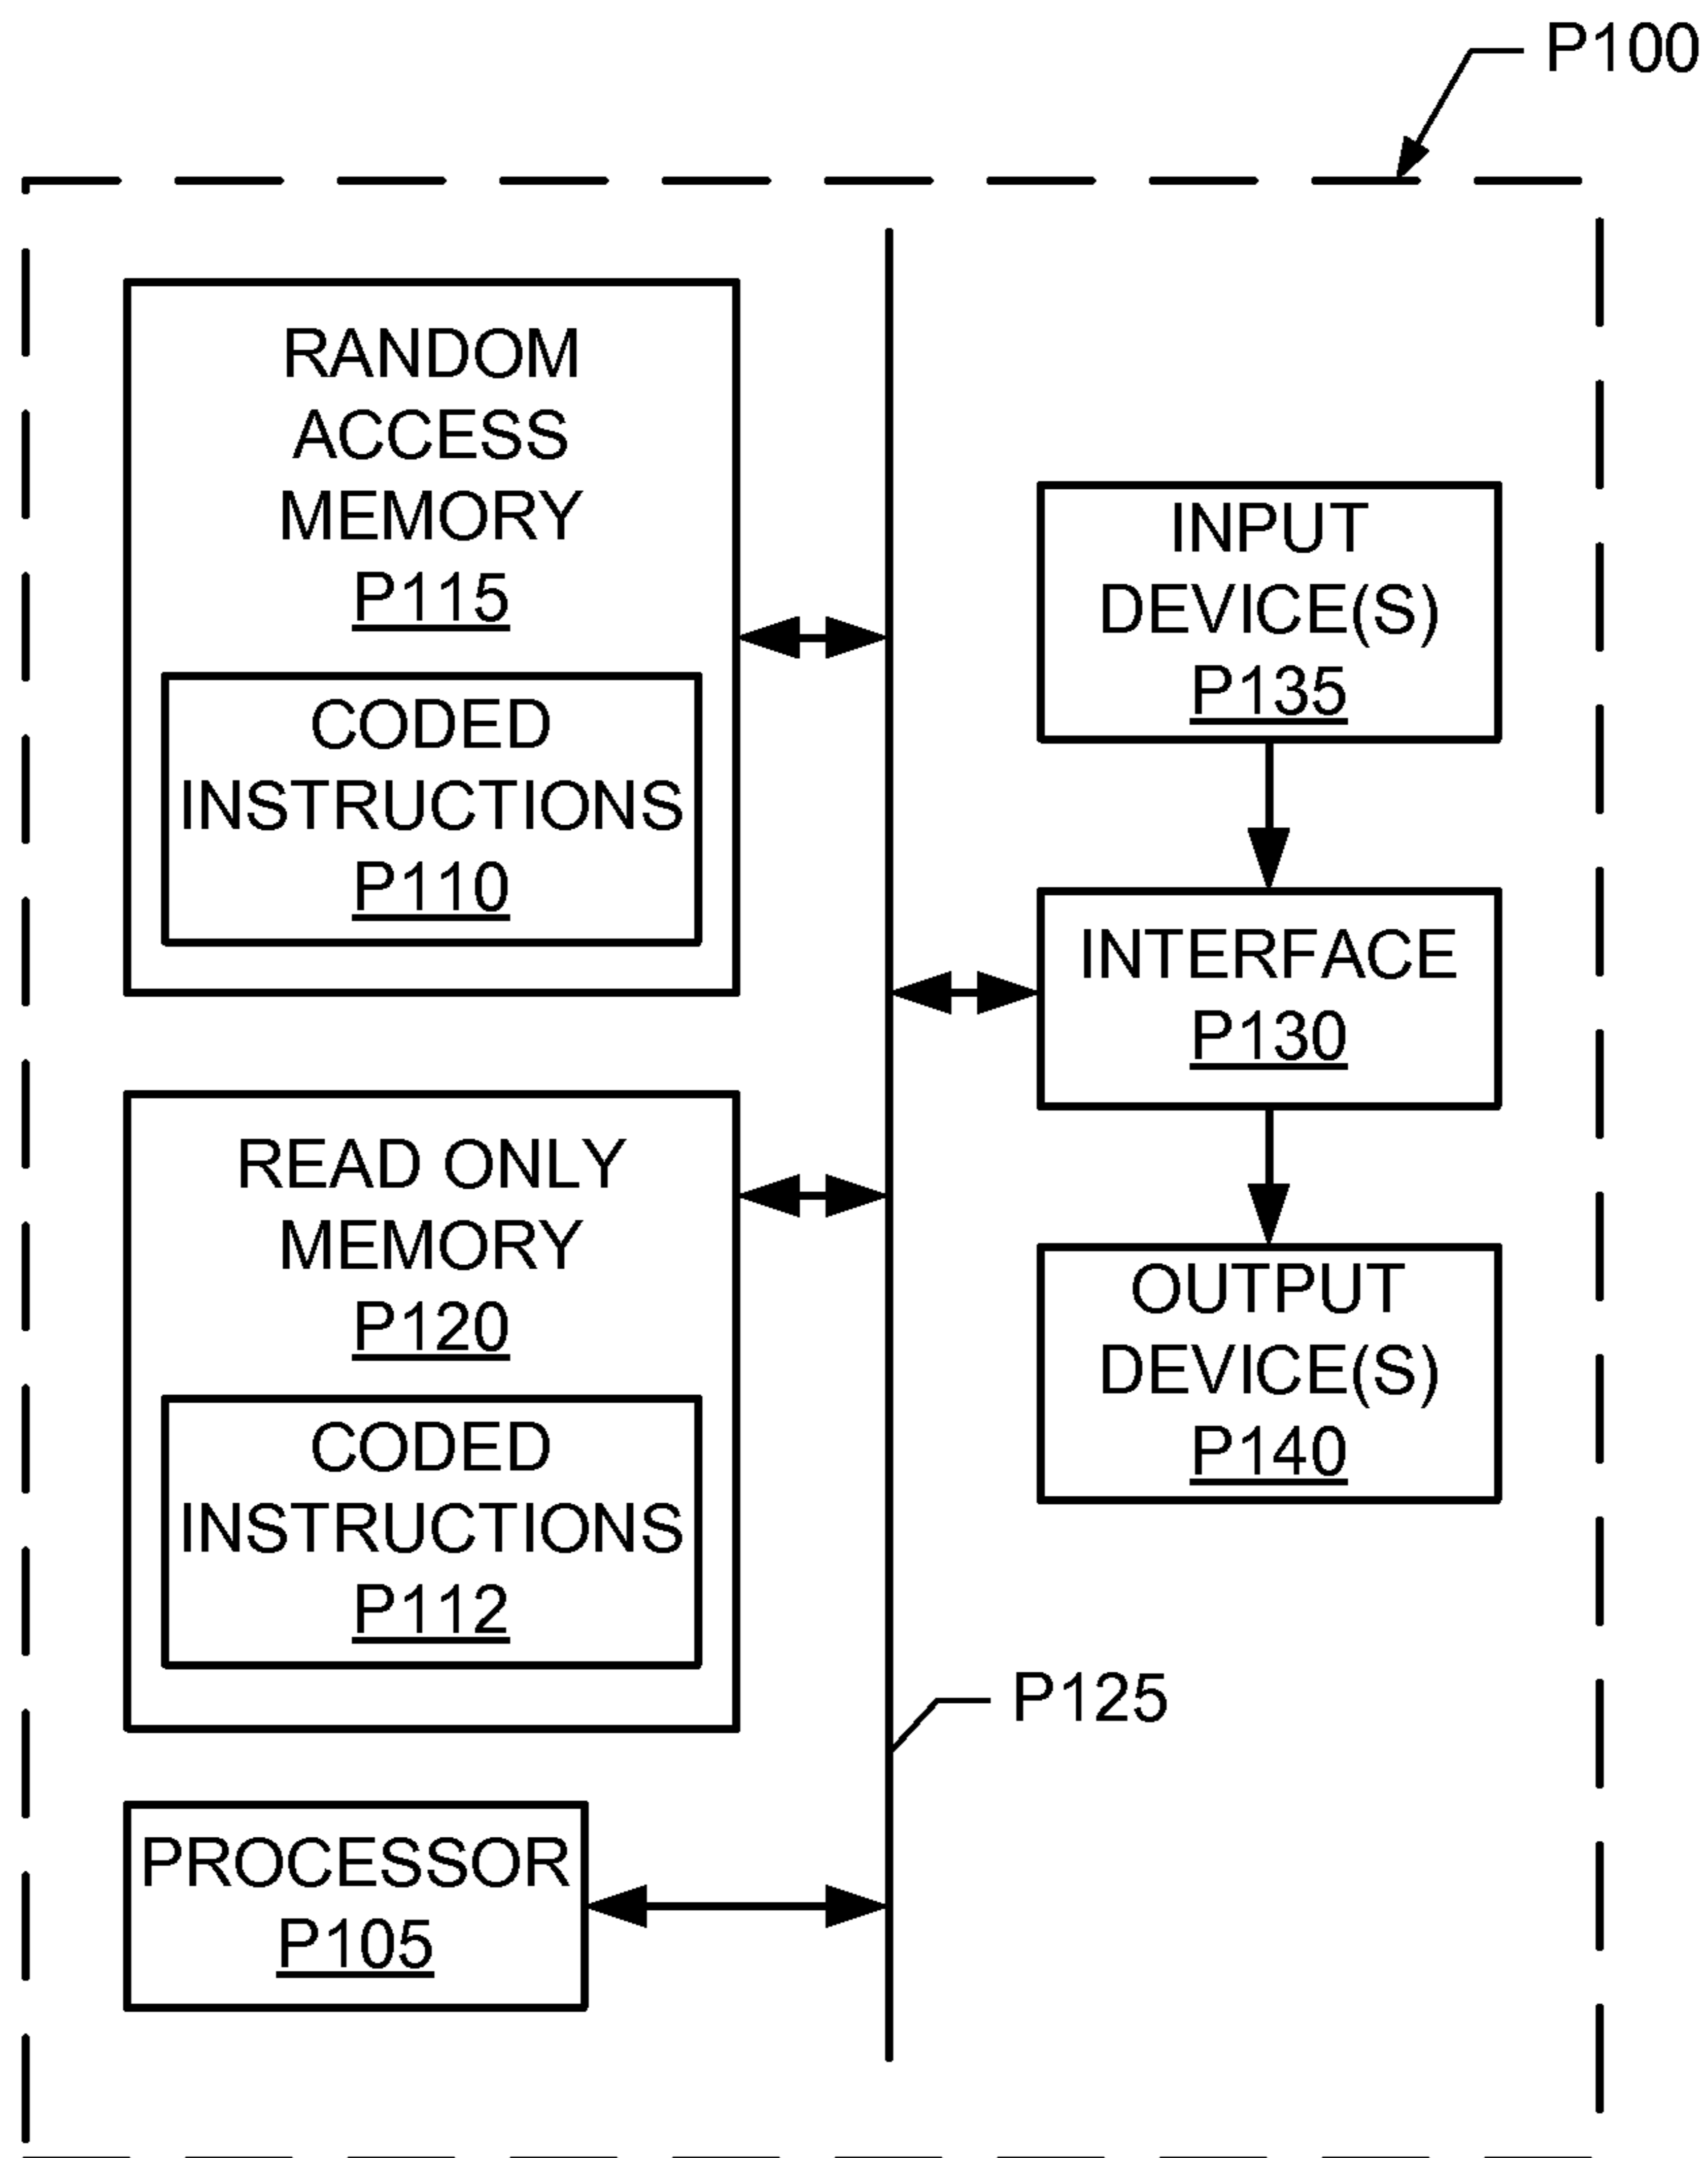 P100
RANDOM
ACCESS
MEMORY
P115
CODED
INSTRUCTIONS
P110
READ ONLY
MEMORY
P120
CODED
INSTRUCTIONS
P112
PROCESSOR
P105
INPUT
DEVICE(S)
P135
INTERFACE
P130
OUTPUT
DEVICE(S)
P140
P125